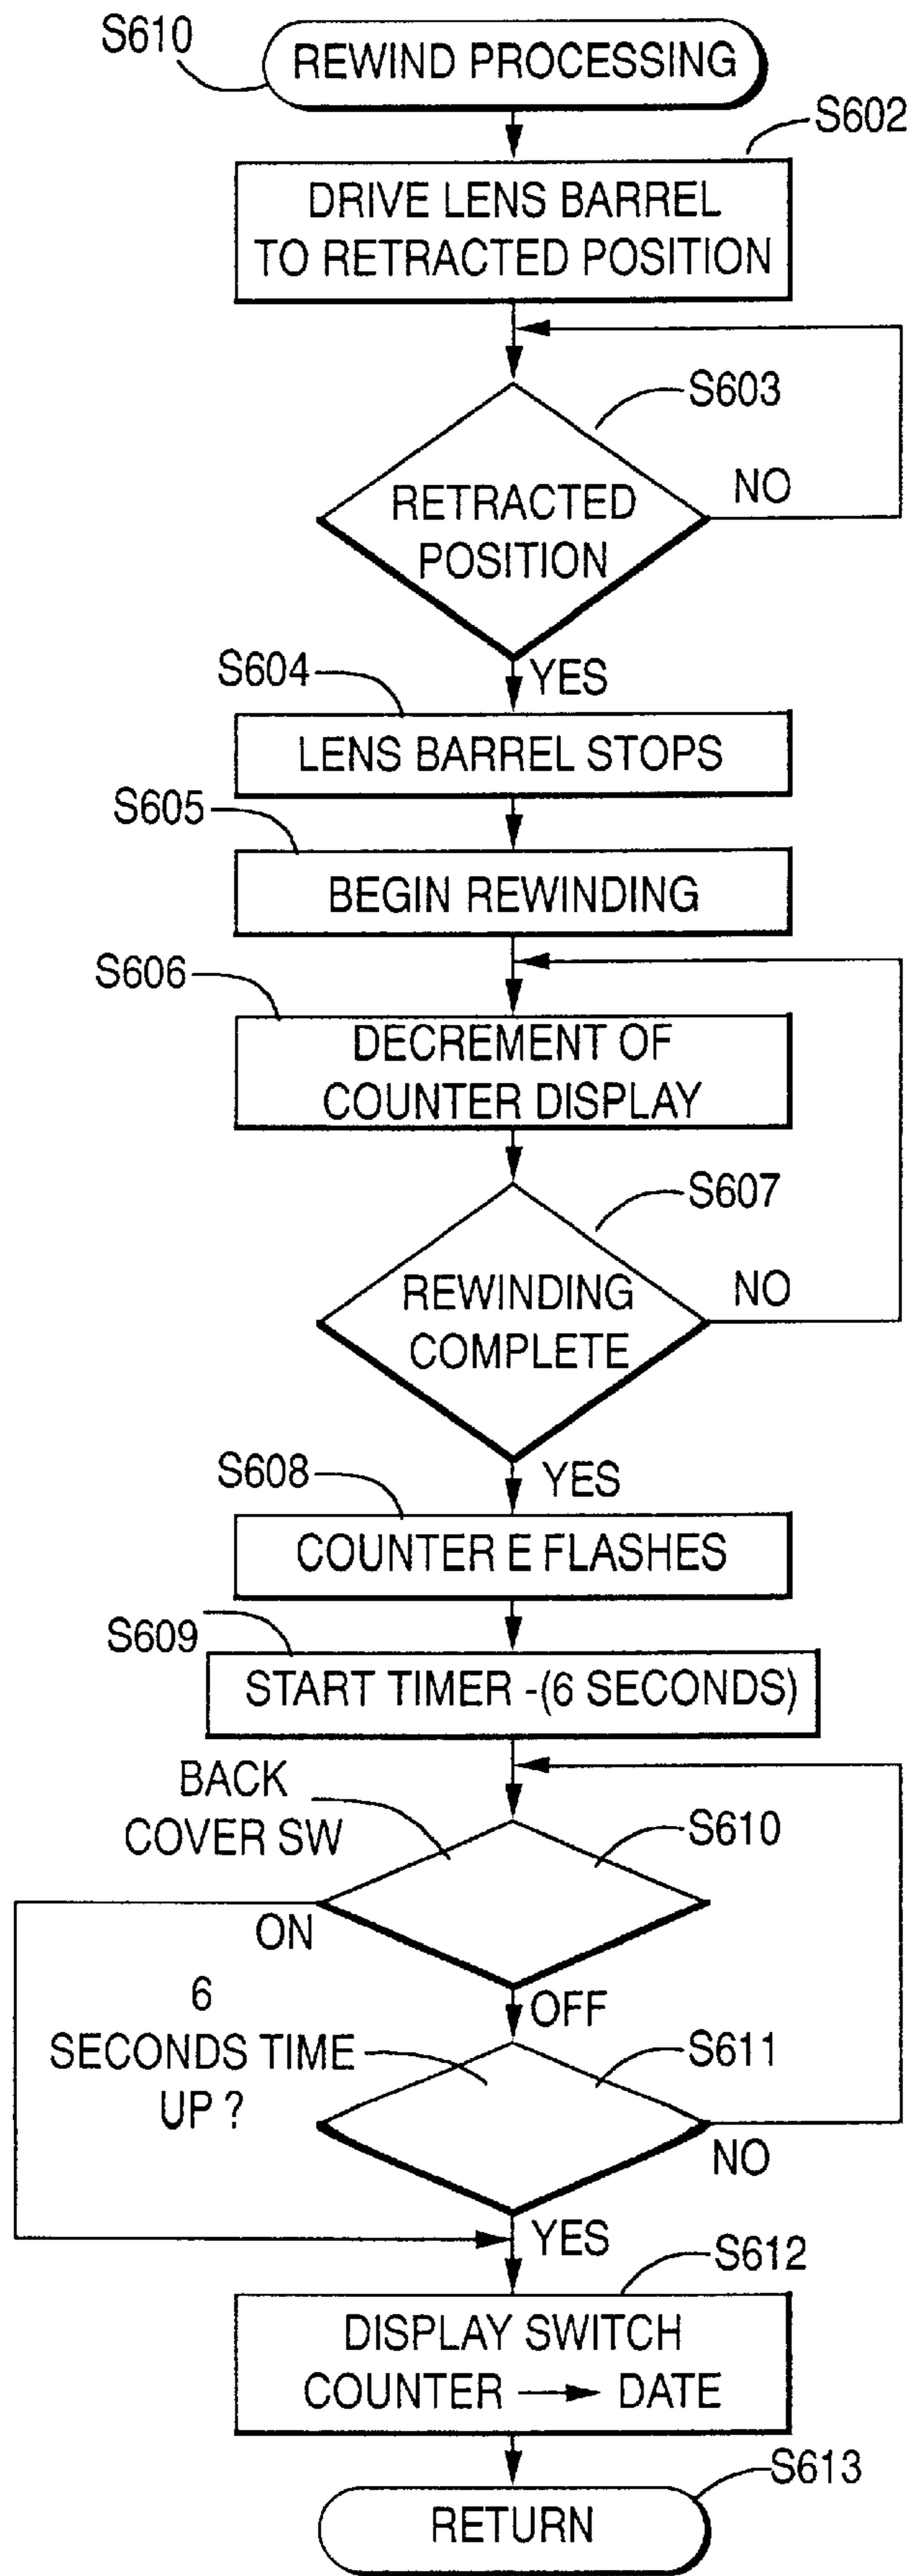 S610
REWIND PROCESSING
S602
DRIVE LENS BARREL
TO RETRACTED POSITION
S603
RETRACTED
POSITION
NO
YES
S604
LENS BARREL STOPS
S605
BEGIN REWINDING
S606
DECREMENT OF
COUNTER DISPLAY
S607
REWINDING
COMPLETE
NO
YES
S608
COUNTER E FLASHES
S609
START TIMER -(6 SECONDS)
BACK
COVER SW
S610
ON
OFF
6
SECONDS TIME
UP ?
S611
NO
YES
S612
DISPLAY SWITCH
COUNTER → DATE
S613
RETURN